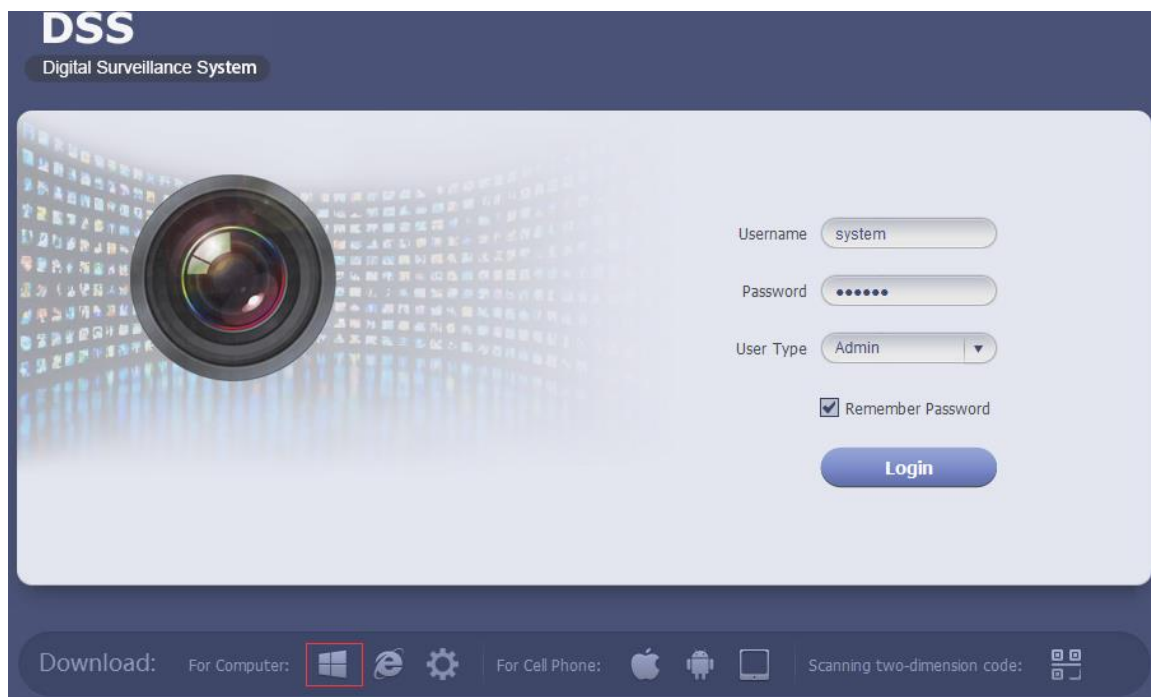 DSS
Digital Surveillance System
Username system
Password ••••••
User Type Admin
Remember Password
Login
Download: For Computer: For Cell Phone: Scanning two-dimension code: